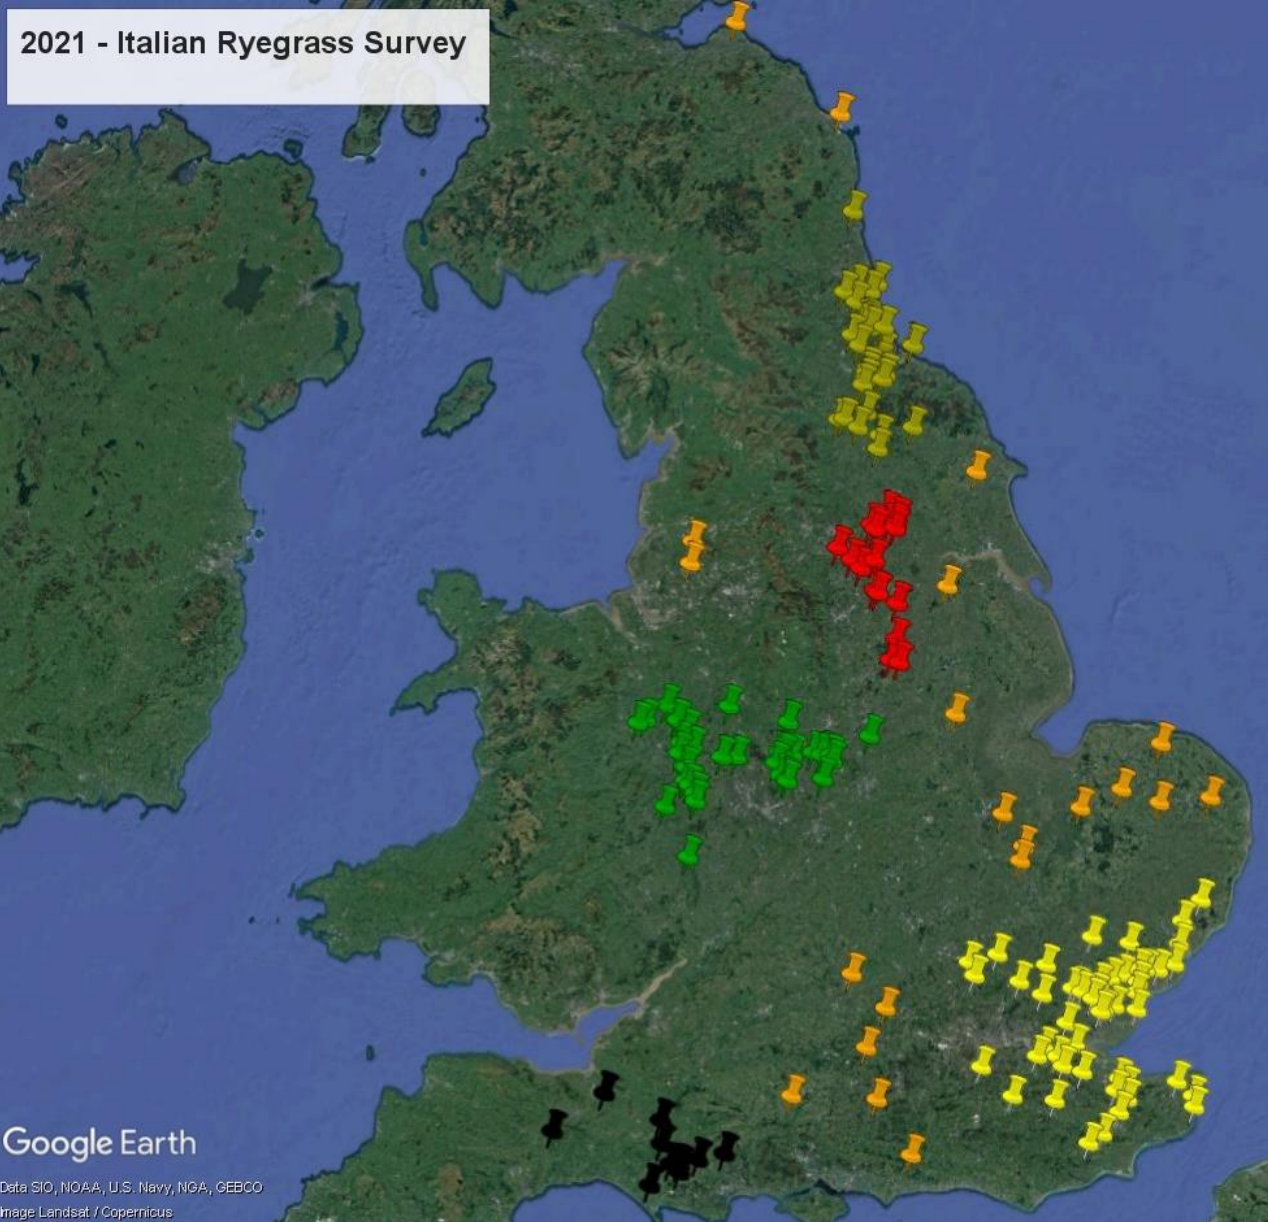 2021 - Italian Ryegrass Survey
Google Earth
Data SIO, NOAA, U.S. Navy, NGA, GEBCO
Image Landsat / Copernicus